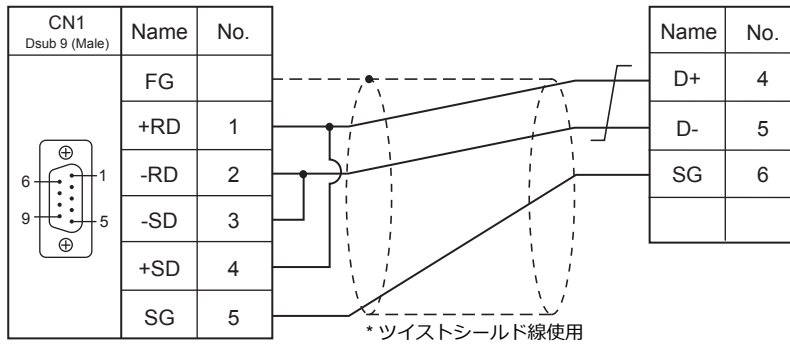 CN1
Dsub 9 (Male)
Name
No.
FG
+RD
1
-RD
2
-SD
3
+SD
4
SG
5
6
1
9
5
Name
No.
D+
4
D-
5
SG
6
* ツイストシールド線使用